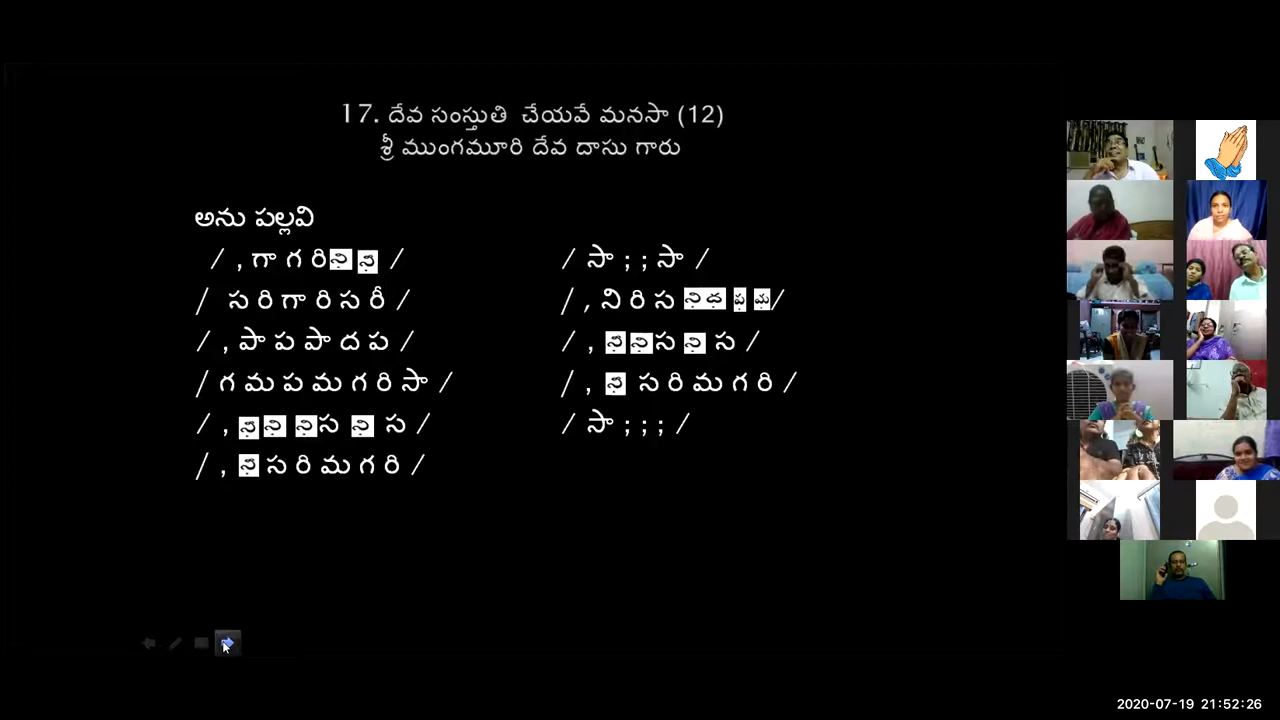 17. దేవ సంస్తుతి చేయవే మనసా (12)
శ్రీ ముంగమూరి దేవ దాసు గారు
అను పల్లవి
/ , గా గ రి ని ని / / సా ; ; సా /
/ స రి గా రి స రీ / / , ని రి స ని ధ ప మ /
/ , పా ప పా ద ప / / , ని ని స ని స /
/ గ మ ప మ గ రి సా / / , ని స రి మ గ రి /
/ , ని ని ని స ని స / / సా ; ; ; /
/ , ని స రి మ గ రి /
2020-07-19 21:52:26